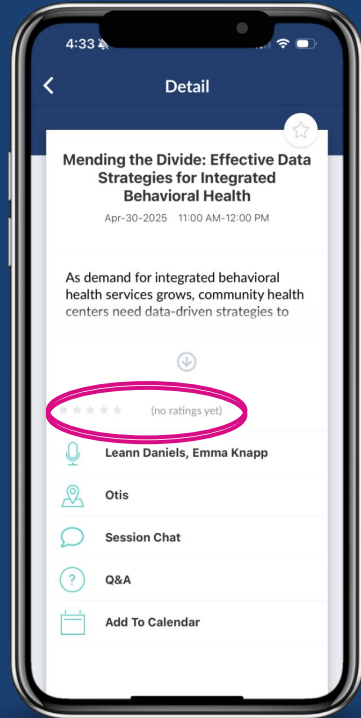 4:33
Detail
Mending the Divide: Effective Data
Strategies for Integrated
Behavioral Health
Apr-30-2025 11:00 AM-12:00 PM
As demand for integrated behavioral
health services grows, community health
centers need data-driven strategies to
(no ratings yet)
Leann Daniels, Emma Knapp
Otis
Session Chat
? Q&A
Add To Calendar